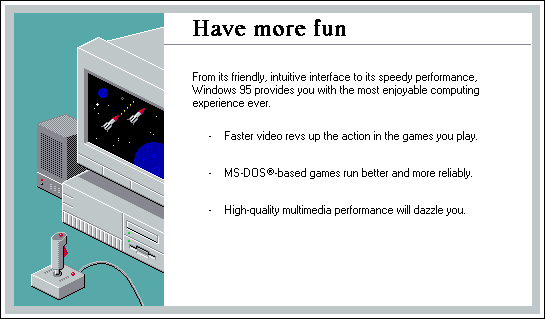 Have more fun
From its friendly, intuitive interface to its speedy performance,
Windows 95 provides you with the most enjoyable computing
experience ever.
- Faster video revs up the action in the games you play.
- MS-DOS®-based games run better and more reliably.
- High-quality multimedia performance will dazzle you.